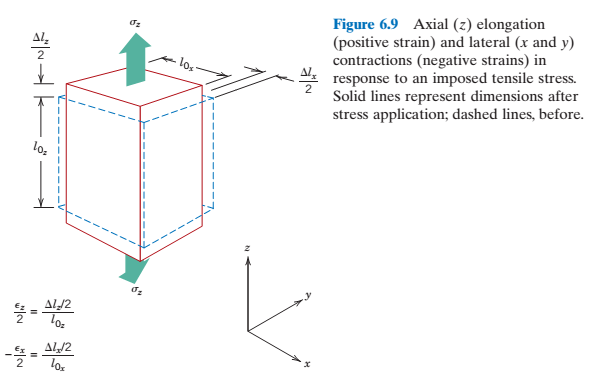 σz
Δlz
2
l0x
Δlx
2
l0z
σz
z
y
x
ϵz/2 = Δlz/2 / l0z
-ϵx/2 = Δlx/2 / l0x
Figure 6.9 Axial (z) elongation
(positive strain) and lateral (x and y)
contractions (negative strains) in
response to an imposed tensile stress.
Solid lines represent dimensions after
stress application; dashed lines, before.